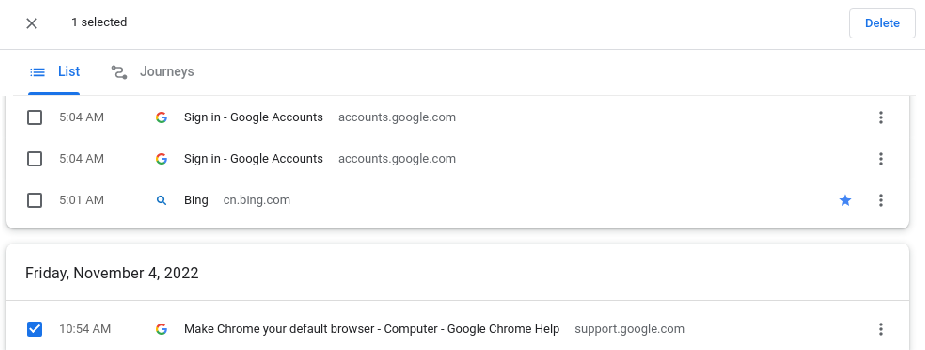 1 selected Delete
List Journeys
5:04 AM Sign in - Google Accounts accounts.google.com
5:04 AM Sign in - Google Accounts accounts.google.com
5:01 AM Bing cn.bing.com
Friday, November 4, 2022
10:54 AM Make Chrome your default browser - Computer - Google Chrome Help support.google.com